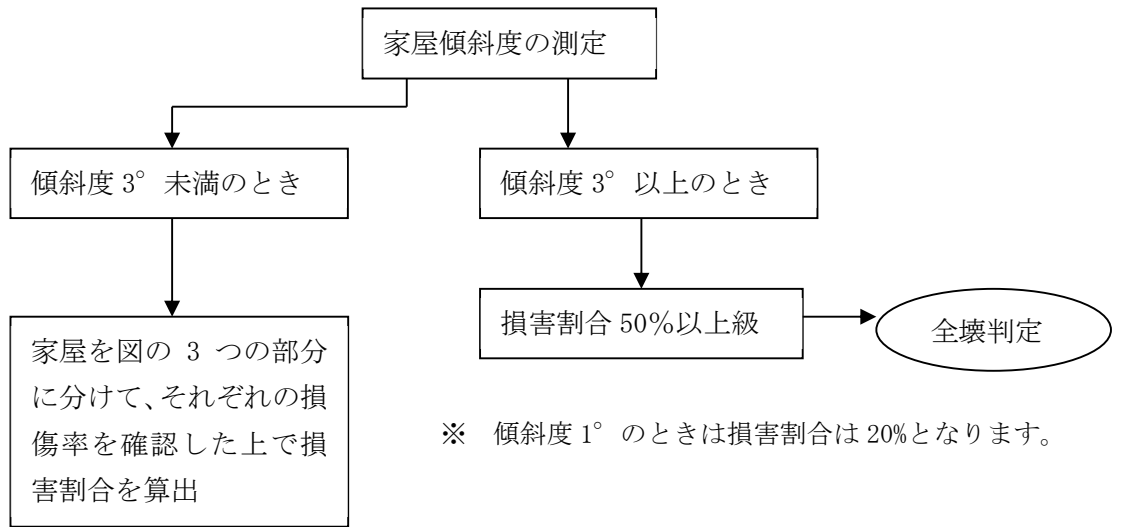 家屋傾斜度の測定
傾斜度 3° 未満のとき
傾斜度 3° 以上のとき
損害割合 50%以上級
全壊判定
家屋を図の 3 つの部分
に分けて、それぞれの損
傷率を確認した上で損
害割合を算出
※ 傾斜度 1° のときは損害割合は 20%となります。